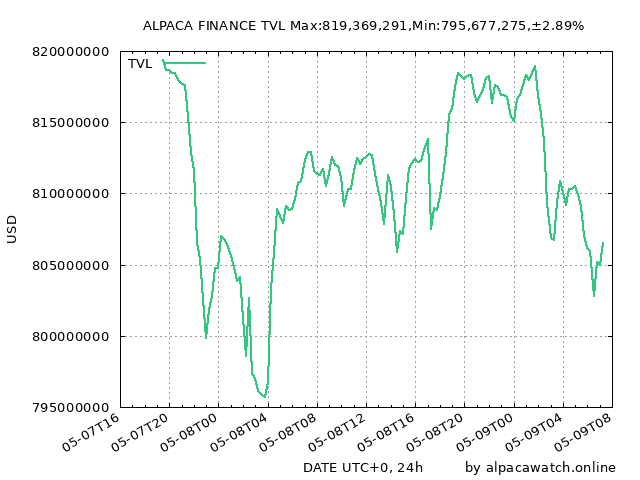 ALPACA FINANCE TVL Max:819,369,291,Min:795,677,275,±2.89%
820000000
TVL
815000000
810000000
USD
805000000
800000000
795000000
05-07T16
05-07T20
05-08T00
05-08T04
05-08T08
05-08T12
05-08T16
05-08T20
05-09T00
05-09T04
05-09T08
DATE UTC+0, 24h
by alpacawatch.online